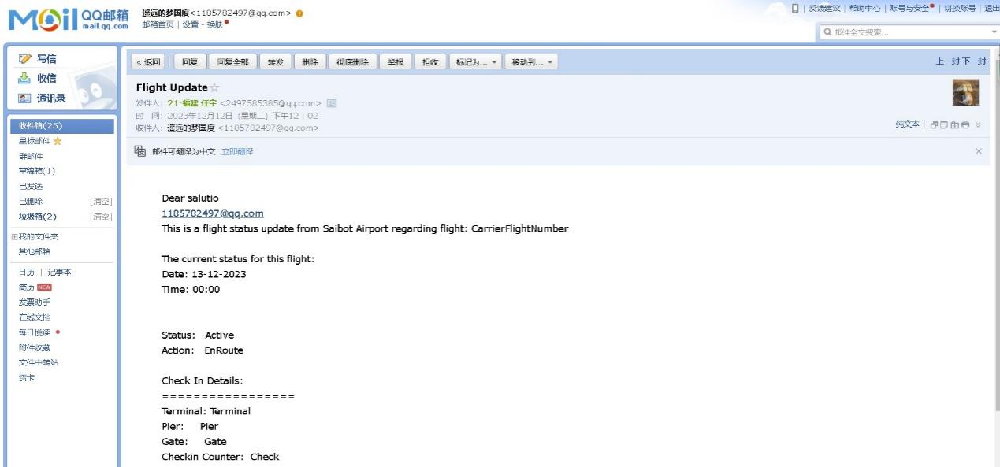 Mail QQ邮箱 mail.qq.com
遥远的梦国度<1185782497@qq.com>
邮箱首页 | 设置 - 换肤
反馈建议 | 帮助中心 | 账号与安全 | 切换账号 | 退出
邮件全文搜索...
写信
收信
通讯录
收件箱(25)
星标邮件
群邮件
草稿箱(1)
已发送
已删除 [清空]
垃圾箱(2) [清空]
我的文件夹
其他邮箱
日历 | 记事本
简历 NEW
发票助手
在线文档
每日悦读
附件收藏
文件中转站
贺卡
« 返回 回复 回复全部 转发 删除 彻底删除 举报 拒收 标记为... 移动到... 上一封 下一封
Flight Update
发件人: 21-福建 任宇 <2497585385@qq.com>
时 间: 2023年12月12日 (星期二) 下午12:02
收件人: 遥远的梦国度 <1185782497@qq.com>
纯文本 |
邮件可翻译为中文 立即翻译
Dear salutio
1185782497@qq.com
This is a flight status update from Saibot Airport regarding flight: CarrierFlightNumber
The current status for this flight:
Date: 13-12-2023
Time: 00:00
Status: Active
Action: EnRoute
Check In Details:
=================
Terminal: Terminal
Pier: Pier
Gate: Gate
Checkin Counter: Check